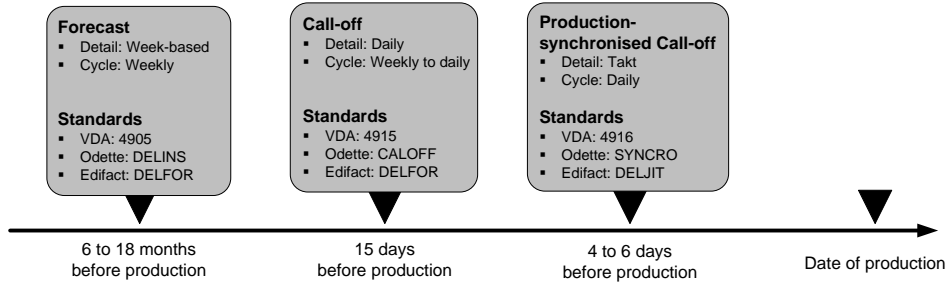 Forecast
▪ Detail: Week-based
▪ Cycle: Weekly
Standards
▪ VDA: 4905
▪ Odette: DELINS
▪ Edifact: DELFOR
Call-off
▪ Detail: Daily
▪ Cycle: Weekly to daily
Standards
▪ VDA: 4915
▪ Odette: CALOFF
▪ Edifact: DELFOR
Production-
synchronised Call-off
▪ Detail: Takt
▪ Cycle: Daily
Standards
▪ VDA: 4916
▪ Odette: SYNCRO
▪ Edifact: DELJIT
6 to 18 months
before production
15 days
before production
4 to 6 days
before production
Date of production